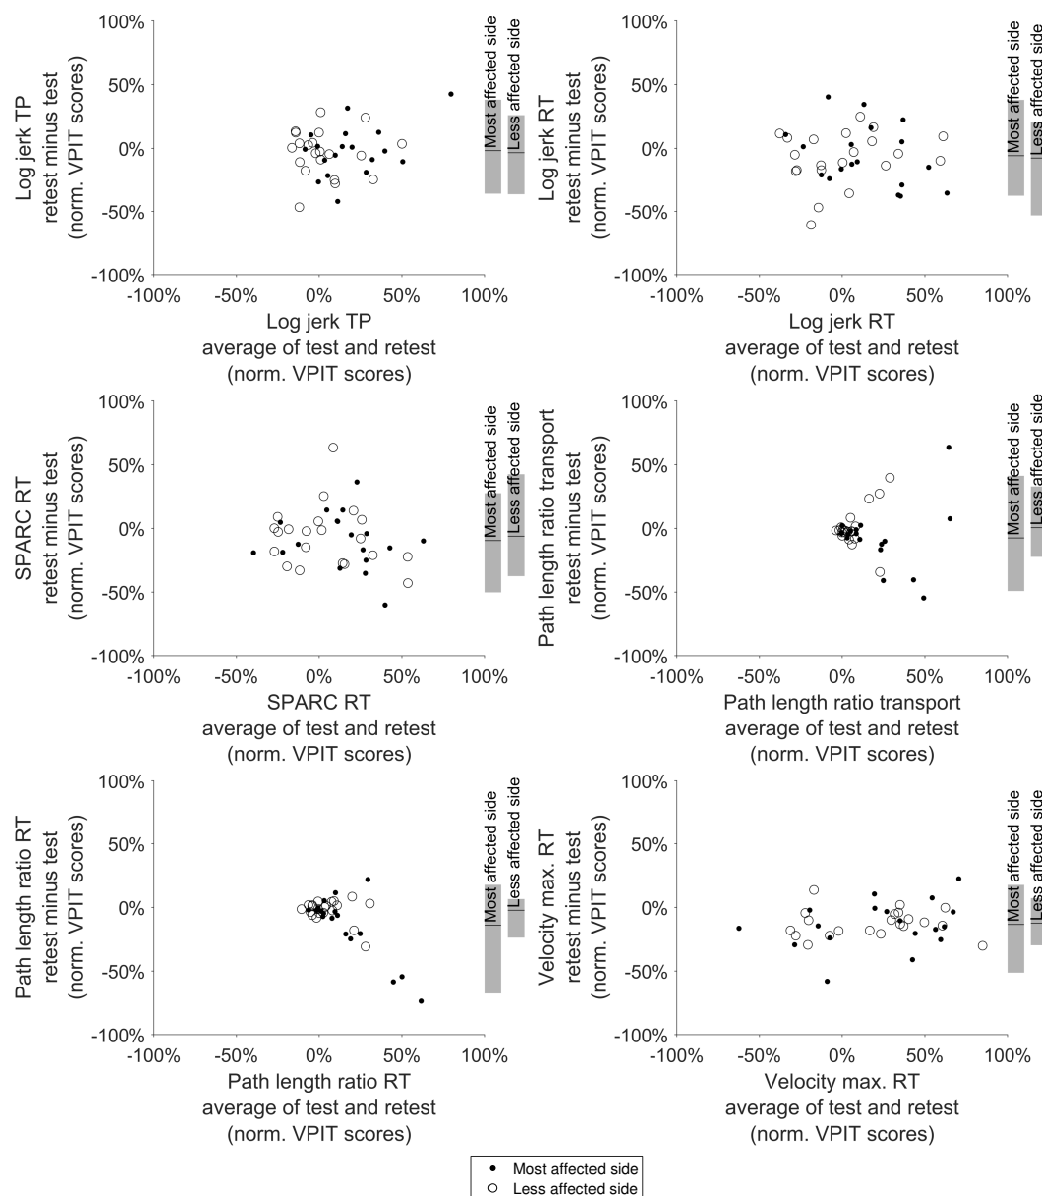 Log jerk TP
retest minus test
(norm. VPIT scores)
100%
50%
0%
-50%
-100%
-100%
-50%
0%
50%
100%
Log jerk TP
average of test and retest
(norm. VPIT scores)
Most affected side
Less affected side
Log jerk RT
retest minus test
(norm. VPIT scores)
100%
50%
0%
-50%
-100%
-100%
-50%
0%
50%
100%
Log jerk RT
average of test and retest
(norm. VPIT scores)
Most affected side
Less affected side
SPARC RT
retest minus test
(norm. VPIT scores)
100%
50%
0%
-50%
-100%
-100%
-50%
0%
50%
100%
SPARC RT
average of test and retest
(norm. VPIT scores)
Most affected side
Less affected side
Path length ratio transport
retest minus test
(norm. VPIT scores)
100%
50%
0%
-50%
-100%
-100%
-50%
0%
50%
100%
Path length ratio transport
average of test and retest
(norm. VPIT scores)
Most affected side
Less affected side
Path length ratio RT
retest minus test
(norm. VPIT scores)
100%
50%
0%
-50%
-100%
-100%
-50%
0%
50%
100%
Path length ratio RT
average of test and retest
(norm. VPIT scores)
Most affected side
Less affected side
Velocity max. RT
retest minus test
(norm. VPIT scores)
100%
50%
0%
-50%
-100%
-100%
-50%
0%
50%
100%
Velocity max. RT
average of test and retest
(norm. VPIT scores)
Most affected side
Less affected side
Most affected side
Less affected side